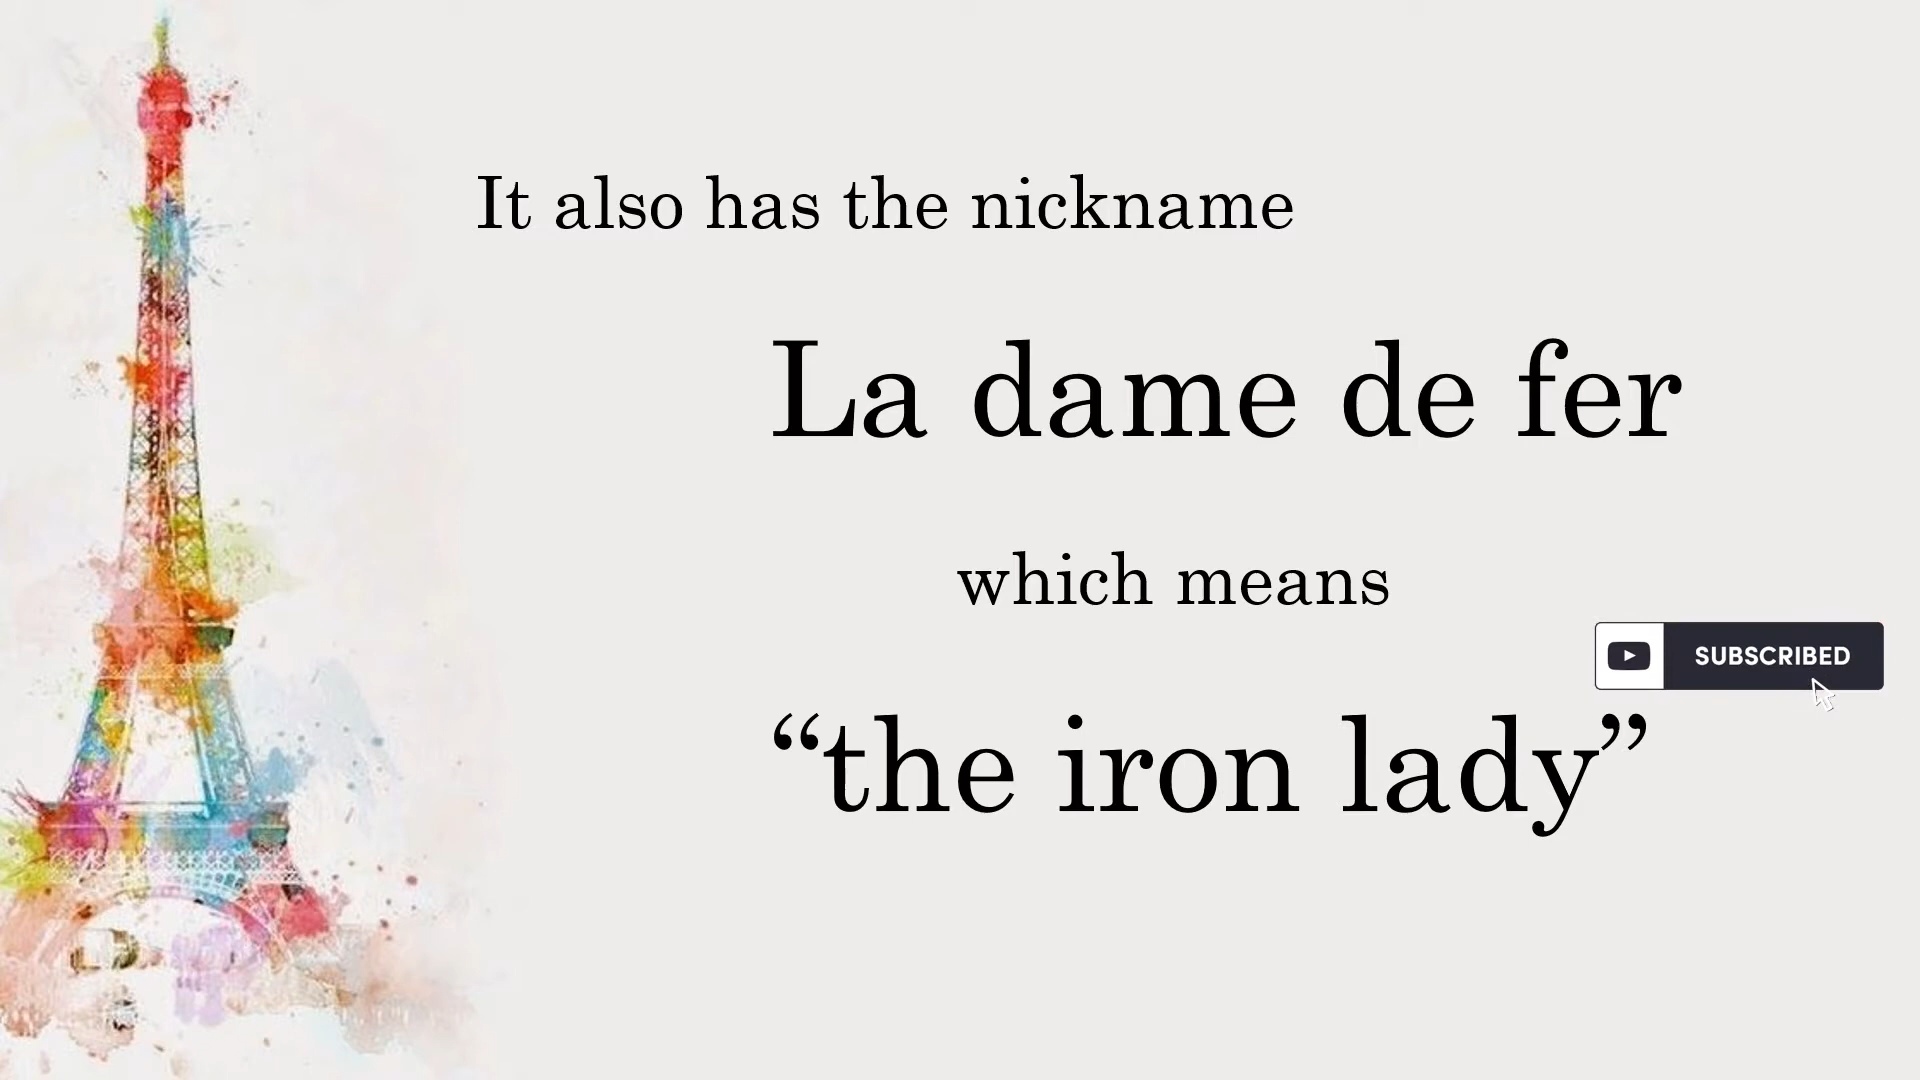 It also has the nickname
La dame de fer
which means
SUBSCRIBED
“the iron lady”